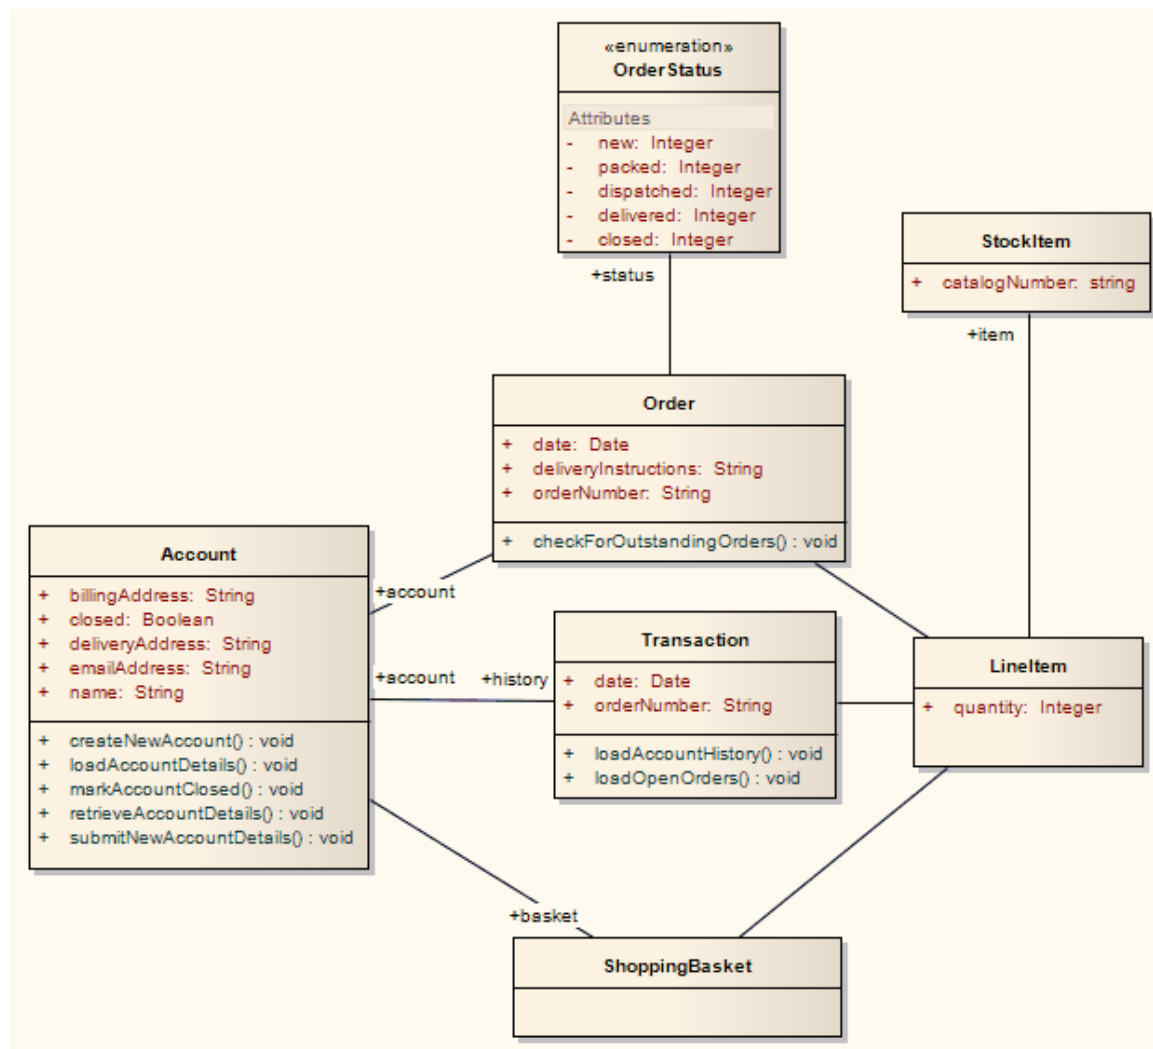 «enumeration»
OrderStatus
Attributes
- new: Integer
- packed: Integer
- dispatched: Integer
- delivered: Integer
- closed: Integer
+status
StockItem
+ catalogNumber: string
+item
Order
+ date: Date
+ deliveryInstructions: String
+ orderNumber: String
+ checkForOutstandingOrders() : void
Account
+ billingAddress: String
+ closed: Boolean
+ deliveryAddress: String
+ emailAddress: String
+ name: String
+ createNewAccount() : void
+ loadAccountDetails() : void
+ markAccountClosed() : void
+ retrieveAccountDetails() : void
+ submitNewAccountDetails() : void
+account
+account
+history
Transaction
+ date: Date
+ orderNumber: String
+ loadAccountHistory() : void
+ loadOpenOrders() : void
LineItem
+ quantity: Integer
+basket
ShoppingBasket